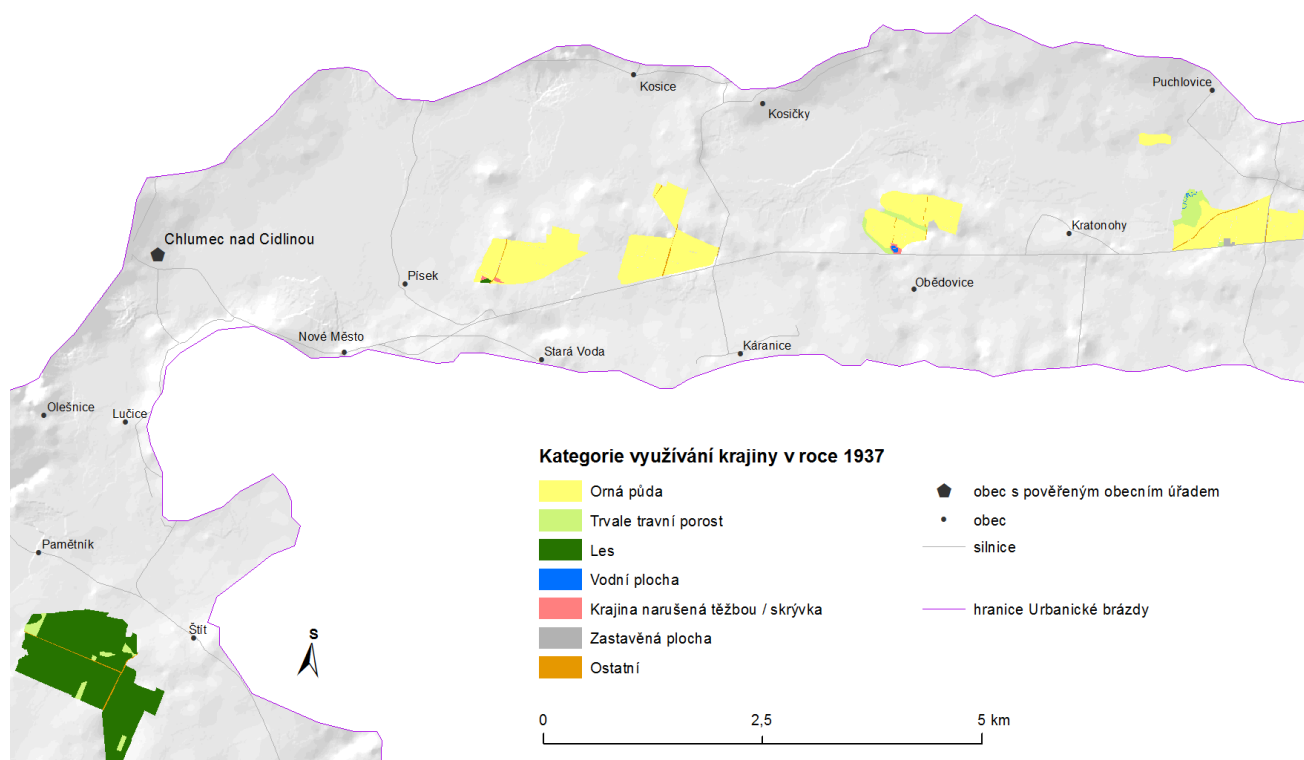 Kosice
Puchlovice
Kosičky
Kratonohy
Chlumec nad Cidlinou
Písek
Obědovice
Nové Město
Stará Voda
Káranice
Olešnice
Lučice
Pamětník
Štít
S
Kategorie využívání krajiny v roce 1937
Orná půda
Trvale travní porost
Les
Vodní plocha
Krajina narušená těžbou / skrývka
Zastavěná plocha
Ostatní
obec s pověřeným obecním úřadem
obec
silnice
hranice Urbanické brázdy
0 2,5 5 km